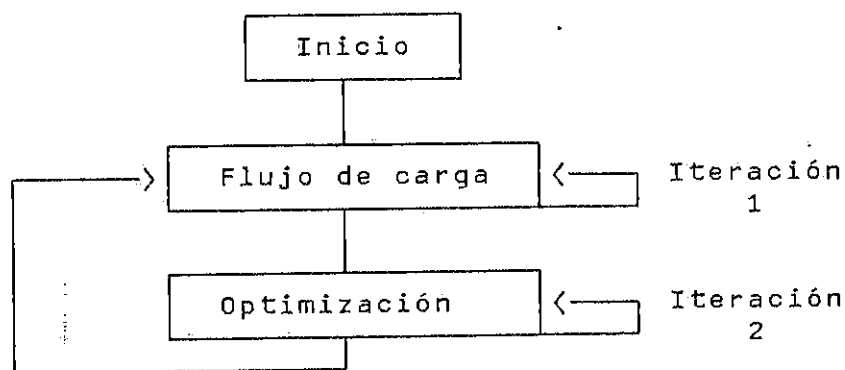 Inicio
Flujo de carga
Iteración
1
Optimización
Iteración
2